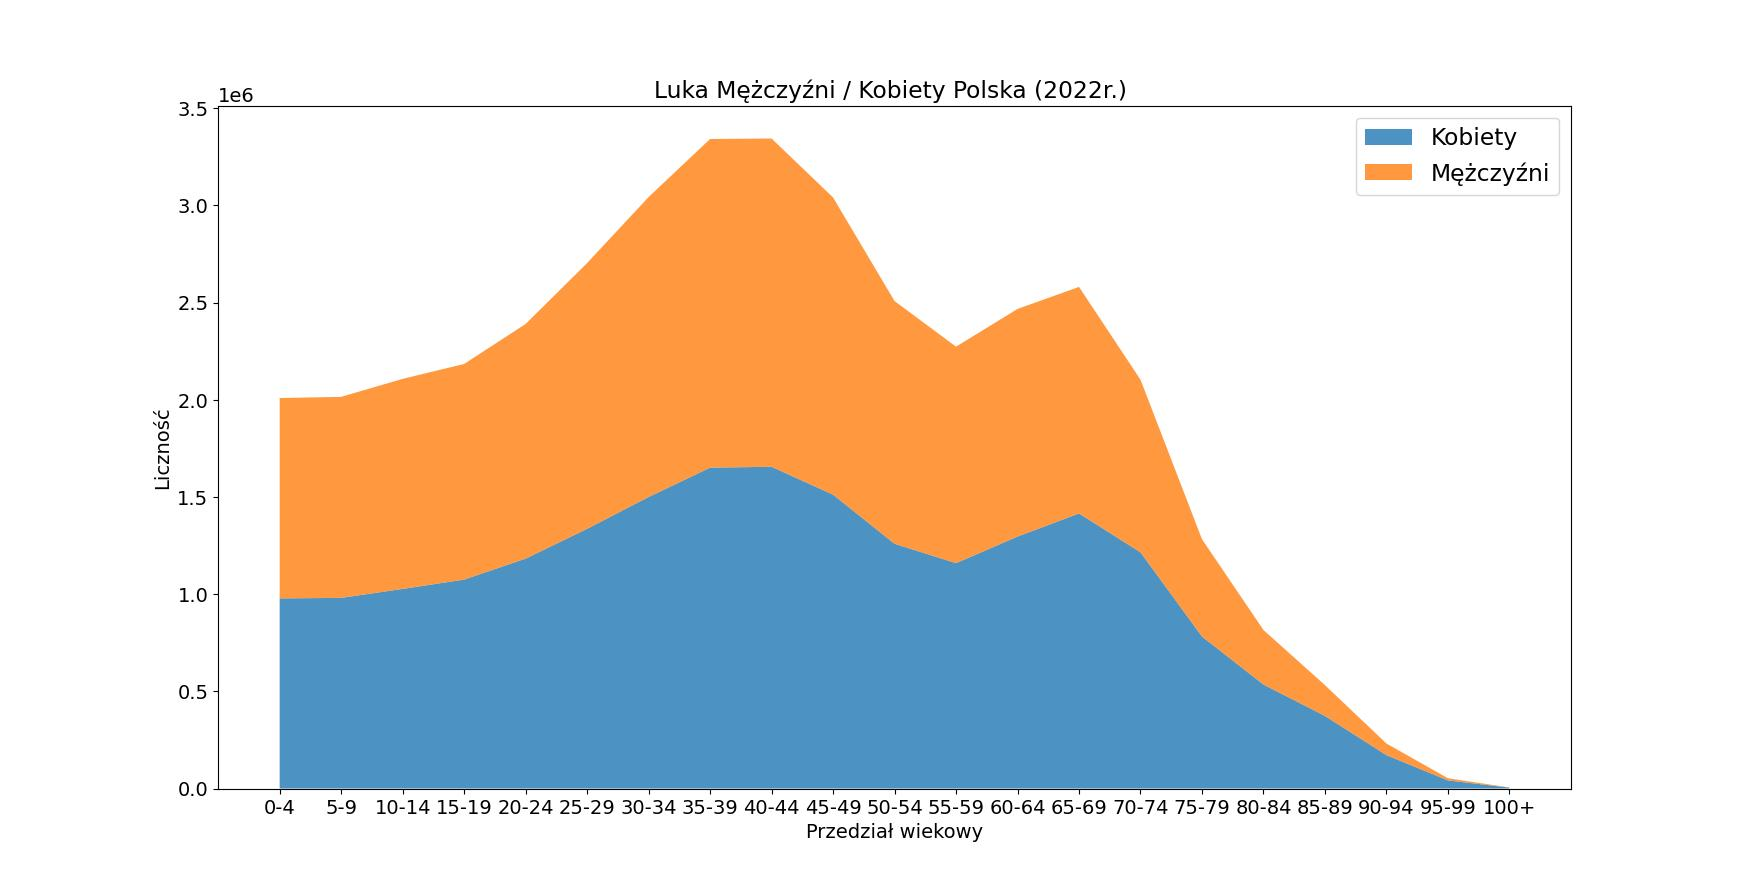 Luka Mężczyźni / Kobiety Polska (2022r.)
1e6
Kobiety
Mężczyźni
3.5
3.0
2.5
2.0
1.5
1.0
0.5
0.0
Liczność
0-4 5-9 10-14 15-19 20-24 25-29 30-34 35-39 40-44 45-49 50-54 55-59 60-64 65-69 70-74 75-79 80-84 85-89 90-94 95-99 100+
Przedział wiekowy